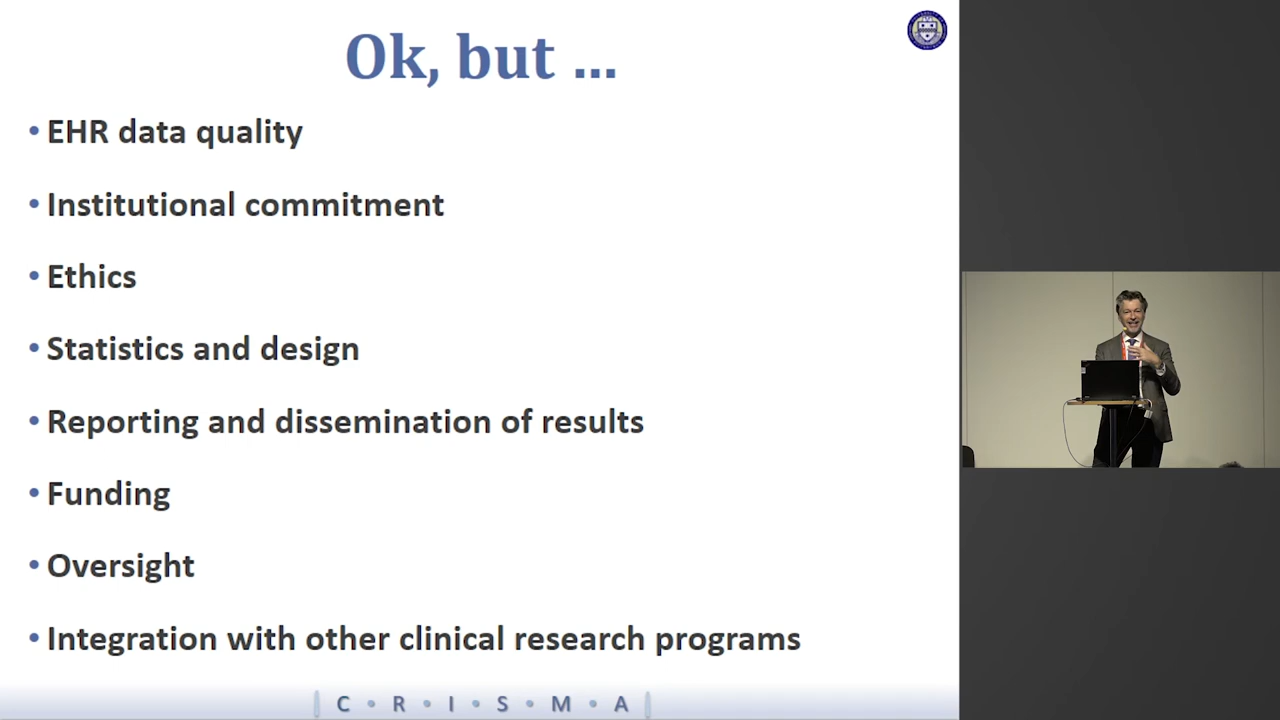 Ok, but ...
• EHR data quality
• Institutional commitment
• Ethics
• Statistics and design
• Reporting and dissemination of results
• Funding
• Oversight
• Integration with other clinical research programs
| C • R • I • S • M • A |